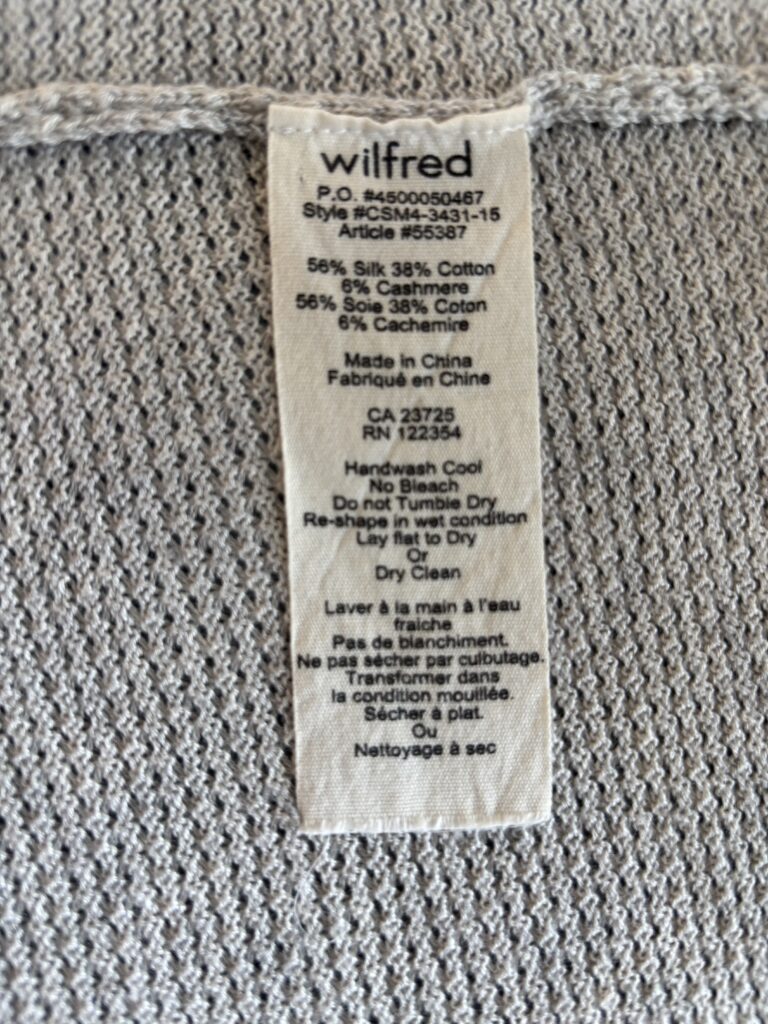 wilfred
P.O. #4500050467
Style #CSM4-3431-15
Article #55387
56% Silk 38% Cotton
6% Cashmere
56% Soie 38% Coton
6% Cachemire
Made in China
Fabriqué en Chine
CA 23725
RN 122354
Handwash Cool
No Bleach
Do not Tumble Dry
Re-shape in wet condition
Lay flat to Dry
Or
Dry Clean
Laver à la main à l'eau
fraîche
Pas de blanchiment.
Ne pas sécher par culbutage.
Transformer dans
la condition mouillée.
Sécher à plat.
Ou
Nettoyage à sec